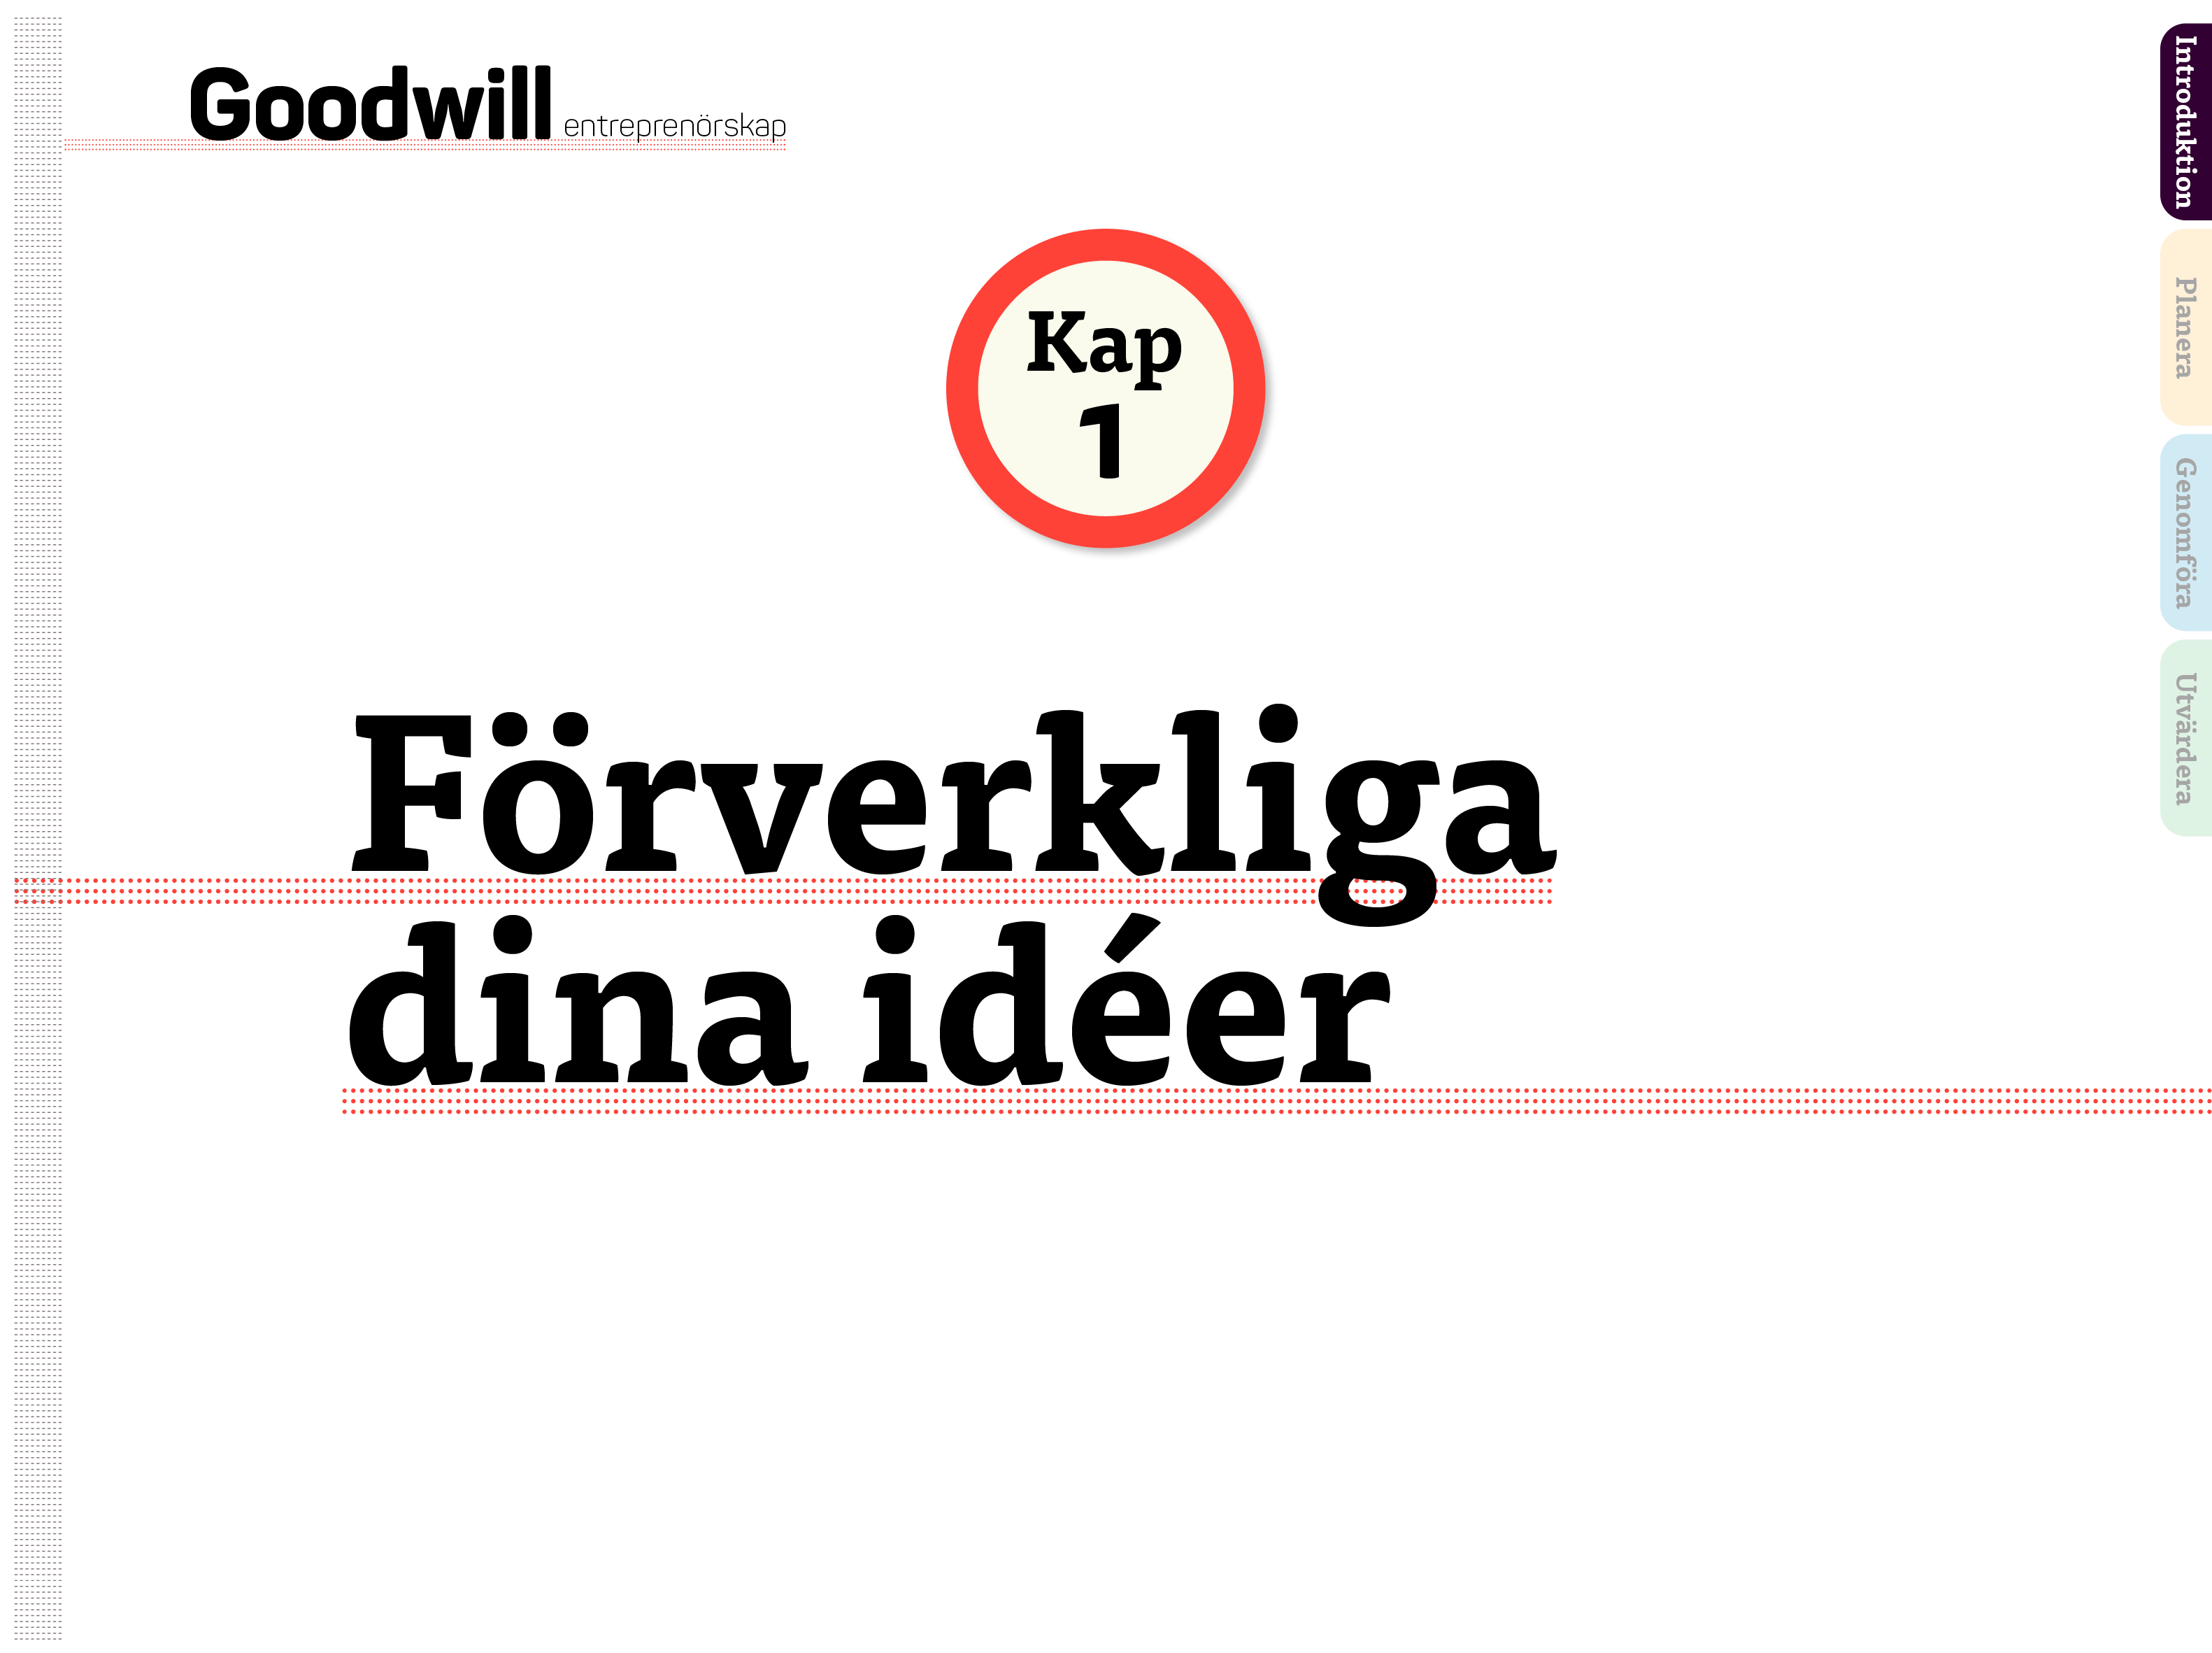 Goodwill entreprenörskap
Kap
1
Förverkliga
dina idéer
Introduktion
Planera
Genomföra
Utvärdera